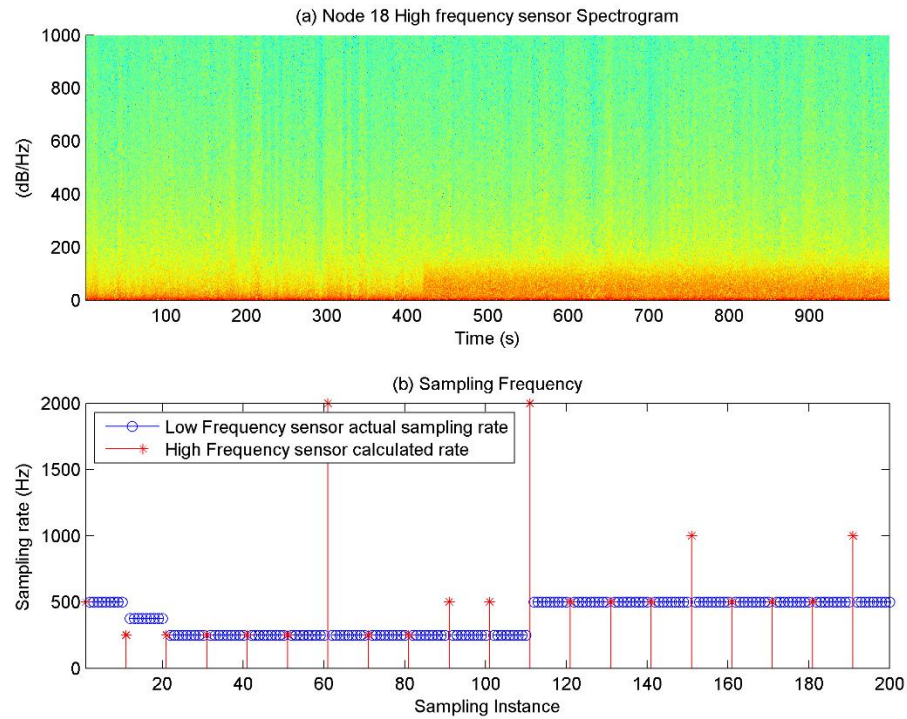 (a) Node 18 High frequency sensor Spectrogram
1000
800
600
400
200
0
(dB/Hz)
100 200 300 400 500 600 700 800 900
Time (s)
(b) Sampling Frequency
2000
1500
1000
500
0
Sampling rate (Hz)
Low Frequency sensor actual sampling rate
High Frequency sensor calculated rate
20 40 60 80 100 120 140 160 180 200
Sampling Instance